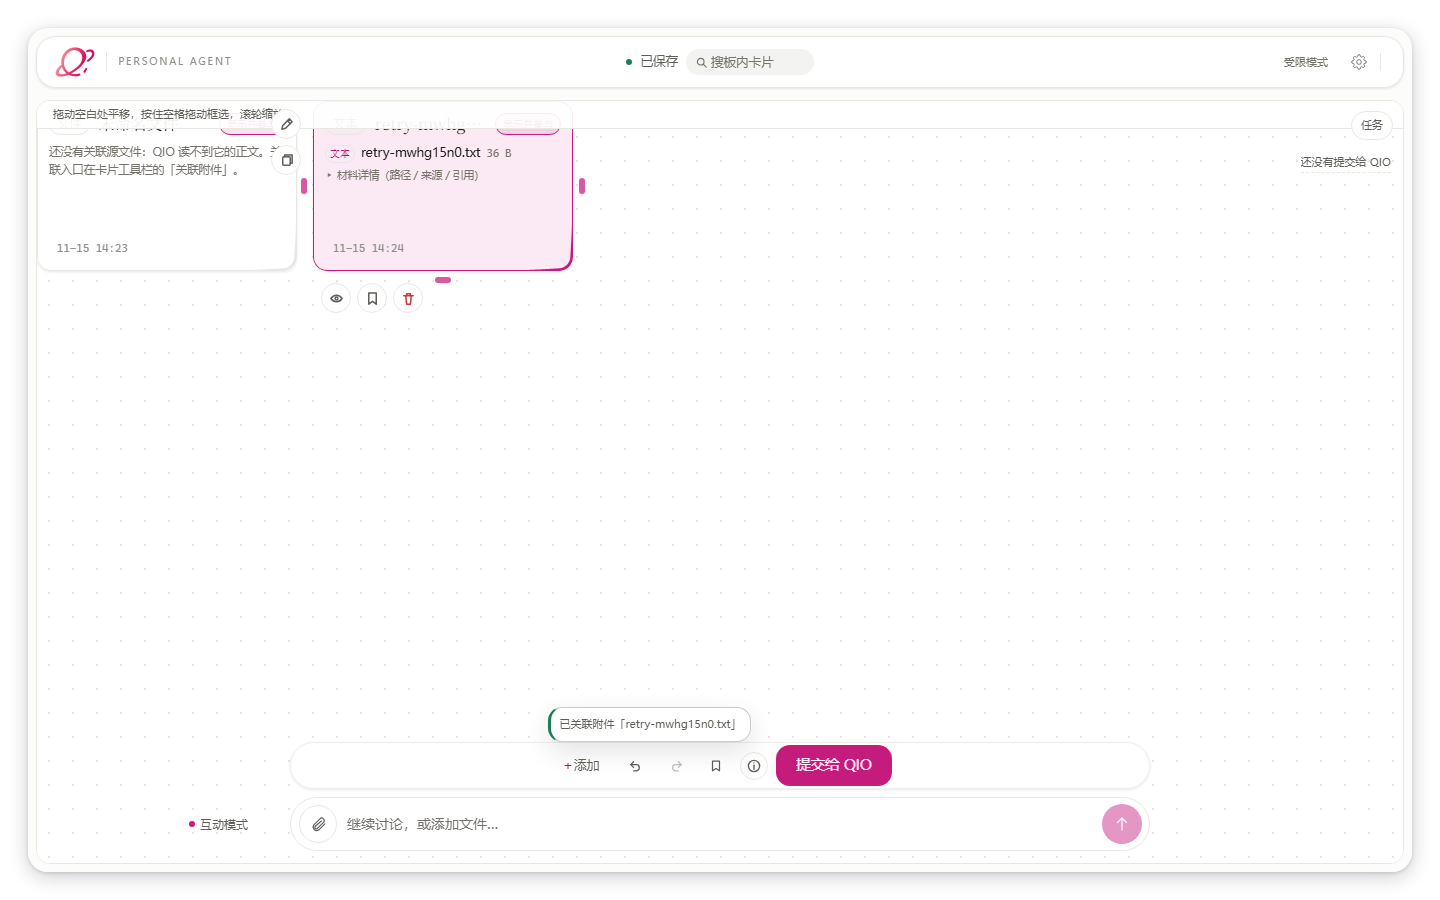 PERSONAL AGENT
已保存
搜板内卡片
受限模式
拖动空白处平移，按住空格拖动框选，滚轮缩
任务
还没有提交给 QIO
还没有关联源文件：QIO 读不到它的正文。关
联入口在卡片工具栏的「关联附件」。
11-15 14:23
retry-mwhg…
文本 retry-mwhg15n0.txt 36 B
材料详情（路径 / 来源 / 引用）
11-15 14:24
已关联附件「retry-mwhg15n0.txt」
+添加
提交给 QIO
互动模式
继续讨论，或添加文件...